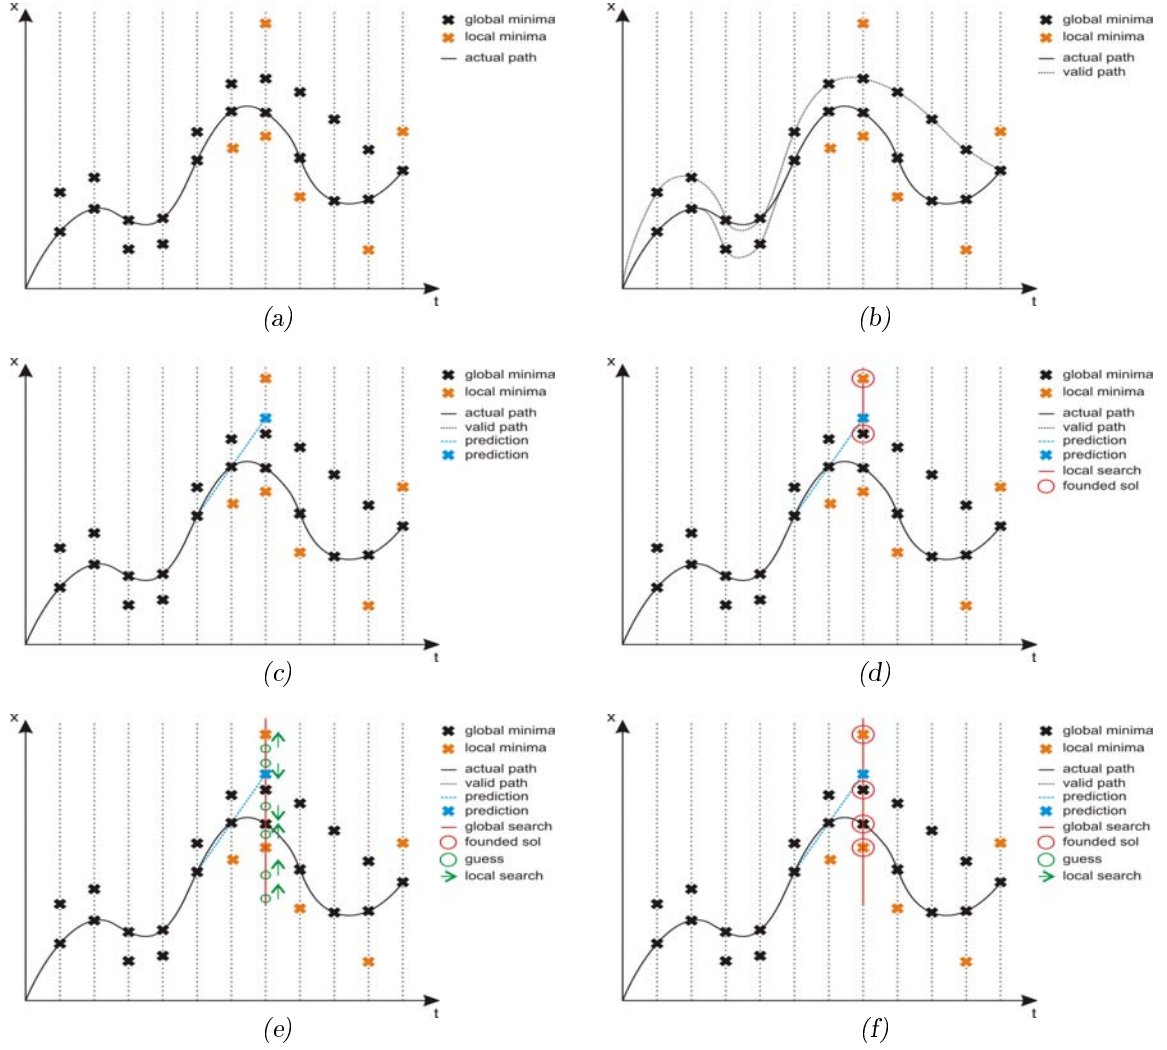 x
global minima
local minima
actual path
t
(a)
x
global minima
local minima
actual path
valid path
t
(b)
x
global minima
local minima
actual path
valid path
prediction
prediction
t
(c)
x
global minima
local minima
actual path
valid path
prediction
prediction
local search
founded sol
t
(d)
x
global minima
local minima
actual path
valid path
prediction
prediction
global search
founded sol
guess
local search
t
(e)
x
global minima
local minima
actual path
valid path
prediction
prediction
global search
founded sol
guess
local search
t
(f)